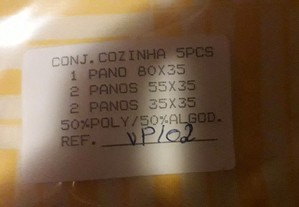 CONJ.COZINHA 5PCS
1 PANO 80X35
2 PANOS 55X35
2 PANOS 35X35
50%POLY/50%ALGOD.
REF. VP102